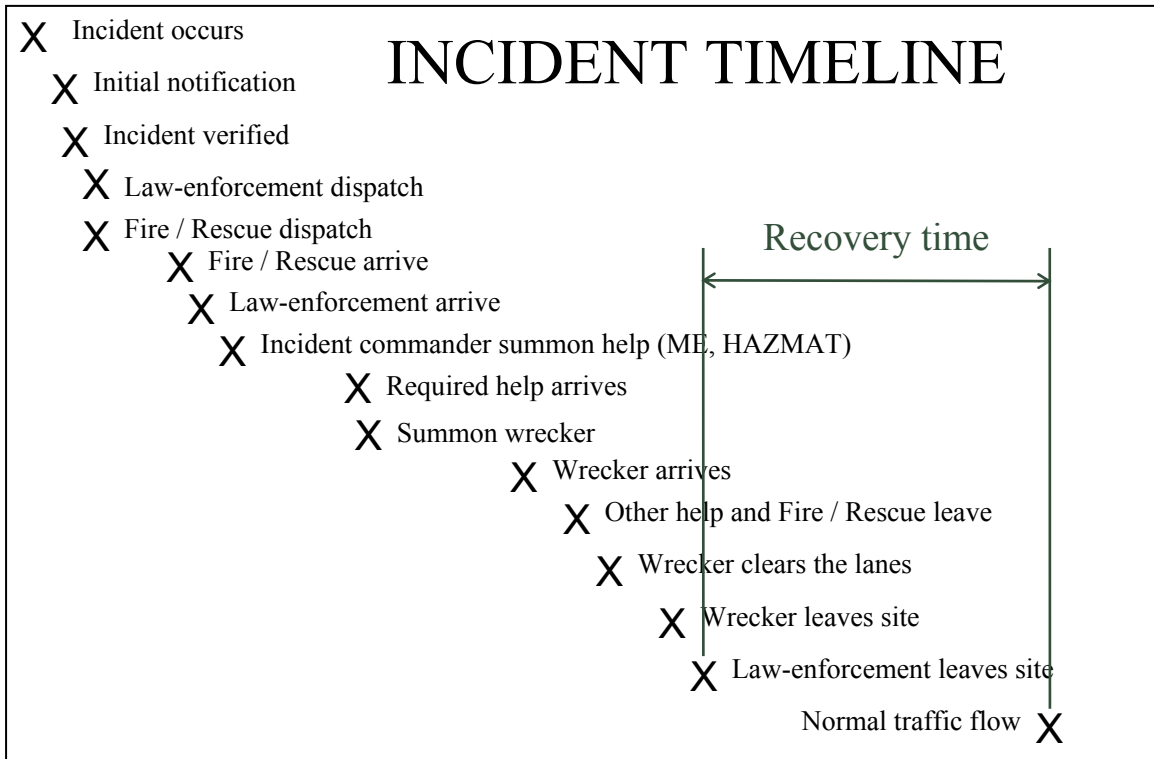 X Incident occurs
INCIDENT TIMELINE
X Initial notification
X Incident verified
X Law-enforcement dispatch
X Fire / Rescue dispatch
Recovery time
X Fire / Rescue arrive
X Law-enforcement arrive
X Incident commander summon help (ME, HAZMAT)
X Required help arrives
X Summon wrecker
X Wrecker arrives
X Other help and Fire / Rescue leave
X Wrecker clears the lanes
X Wrecker leaves site
X Law-enforcement leaves site
Normal traffic flow X